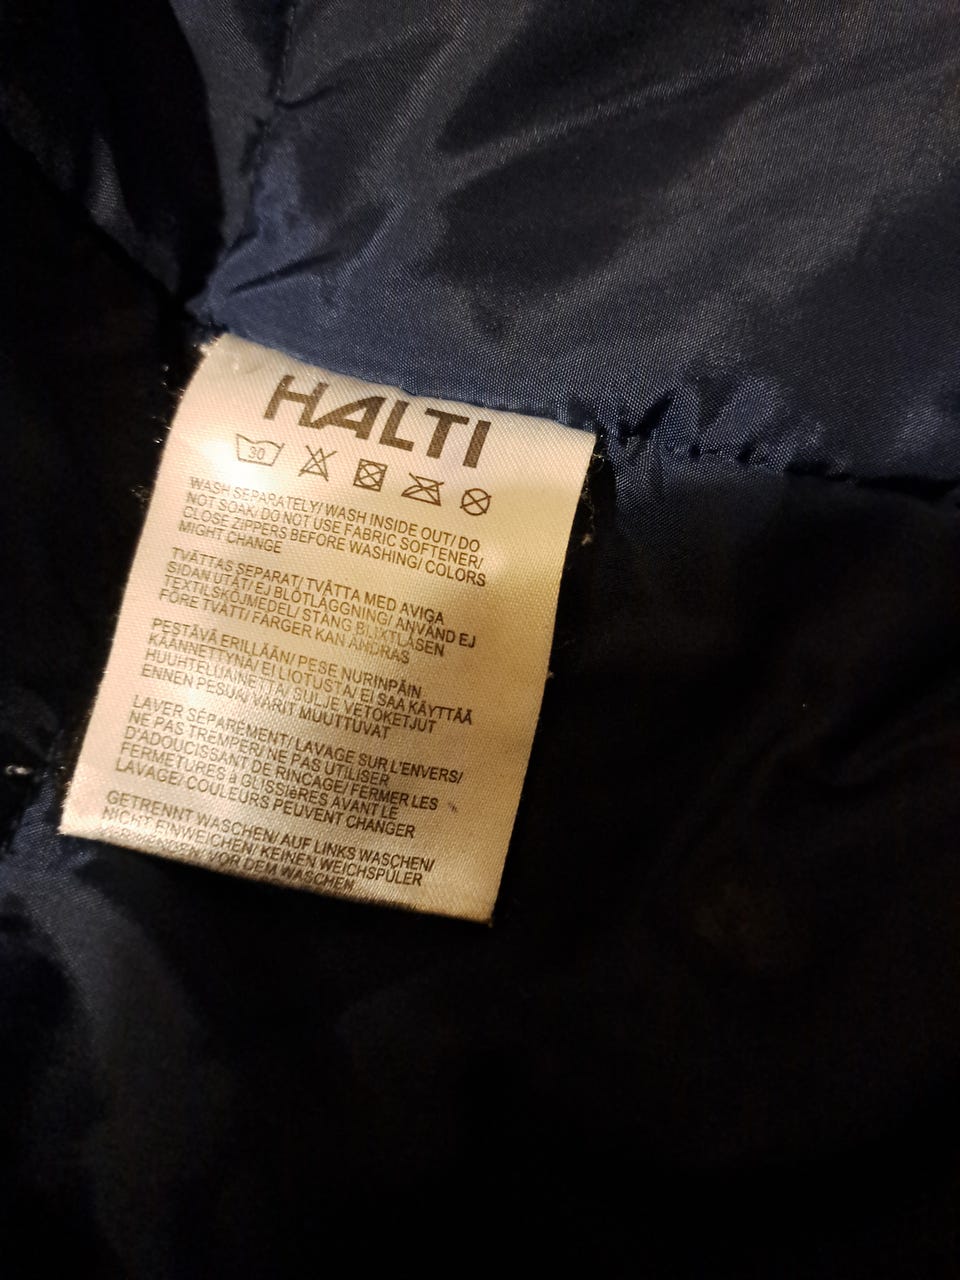 HALTI
30
WASH SEPARATELY/ WASH INSIDE OUT/ DO
NOT SOAK/ DO NOT USE FABRIC SOFTENER/
CLOSE ZIPPERS BEFORE WASHING/ COLORS
MIGHT CHANGE
TVÄTTAS SEPARAT/ TVÄTTA MED AVIGA
SIDAN UTÅT/ EJ BLÖTLÄGGNING/ ANVÄND EJ
TEXTILSKÖJMEDEL/ STÄNG BLIXTLÅSEN
FÖRE TVÄTT/ FÄRGER KAN ÄNDRAS
PESTÄVÄ ERILLÄÄN/ PESE NURINPÄIN
KÄÄNNETTYNÄ/ EI LIOTUSTA/ EI SAA KÄYTTÄÄ
HUUHTELUAINETTA/ SULJE VETOKETJUT
ENNEN PESUA/ VÄRIT MUUTTUVAT
LAVER SÉPARÉMENT/ LAVAGE SUR L'ENVERS/
NE PAS TREMPER/ NE PAS UTILISER
D'ADOUCISSANT DE RINCAGE/ FERMER LES
FERMETURES à GLISSIèRES AVANT LE
LAVAGE/ COULEURS PEUVENT CHANGER
GETRENNT WASCHEN/ AUF LINKS WASCHEN/
NICHT EINWEICHEN/ KEINEN WEICHSPÜLER
VOR DEM WASCHEN